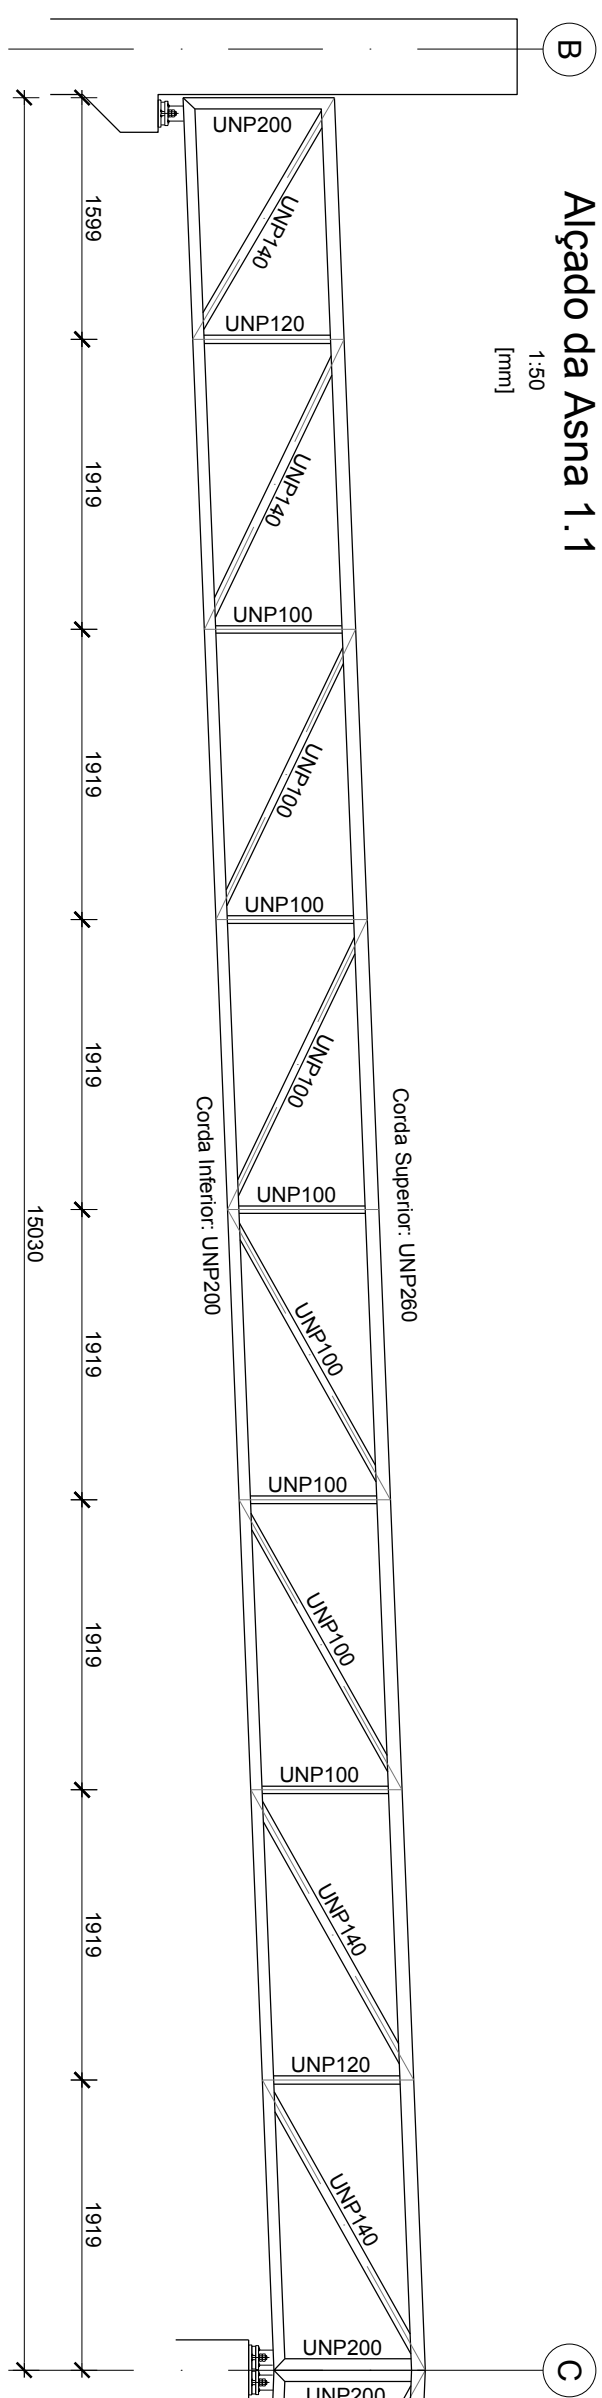 B
Alçado da Asna 1.1
1:50
[mm]
UNP200
UNP140
1599
UNP120
UNP140
1919
UNP100
UNP100
1919
UNP100
UNP100
1919
Corda Superior: UNP260
Corda Inferior: UNP200
UNP100
15030
UNP100
1919
UNP100
UNP100
1919
UNP100
UNP140
1919
UNP120
UNP140
1919
UNP200
C
UNP200